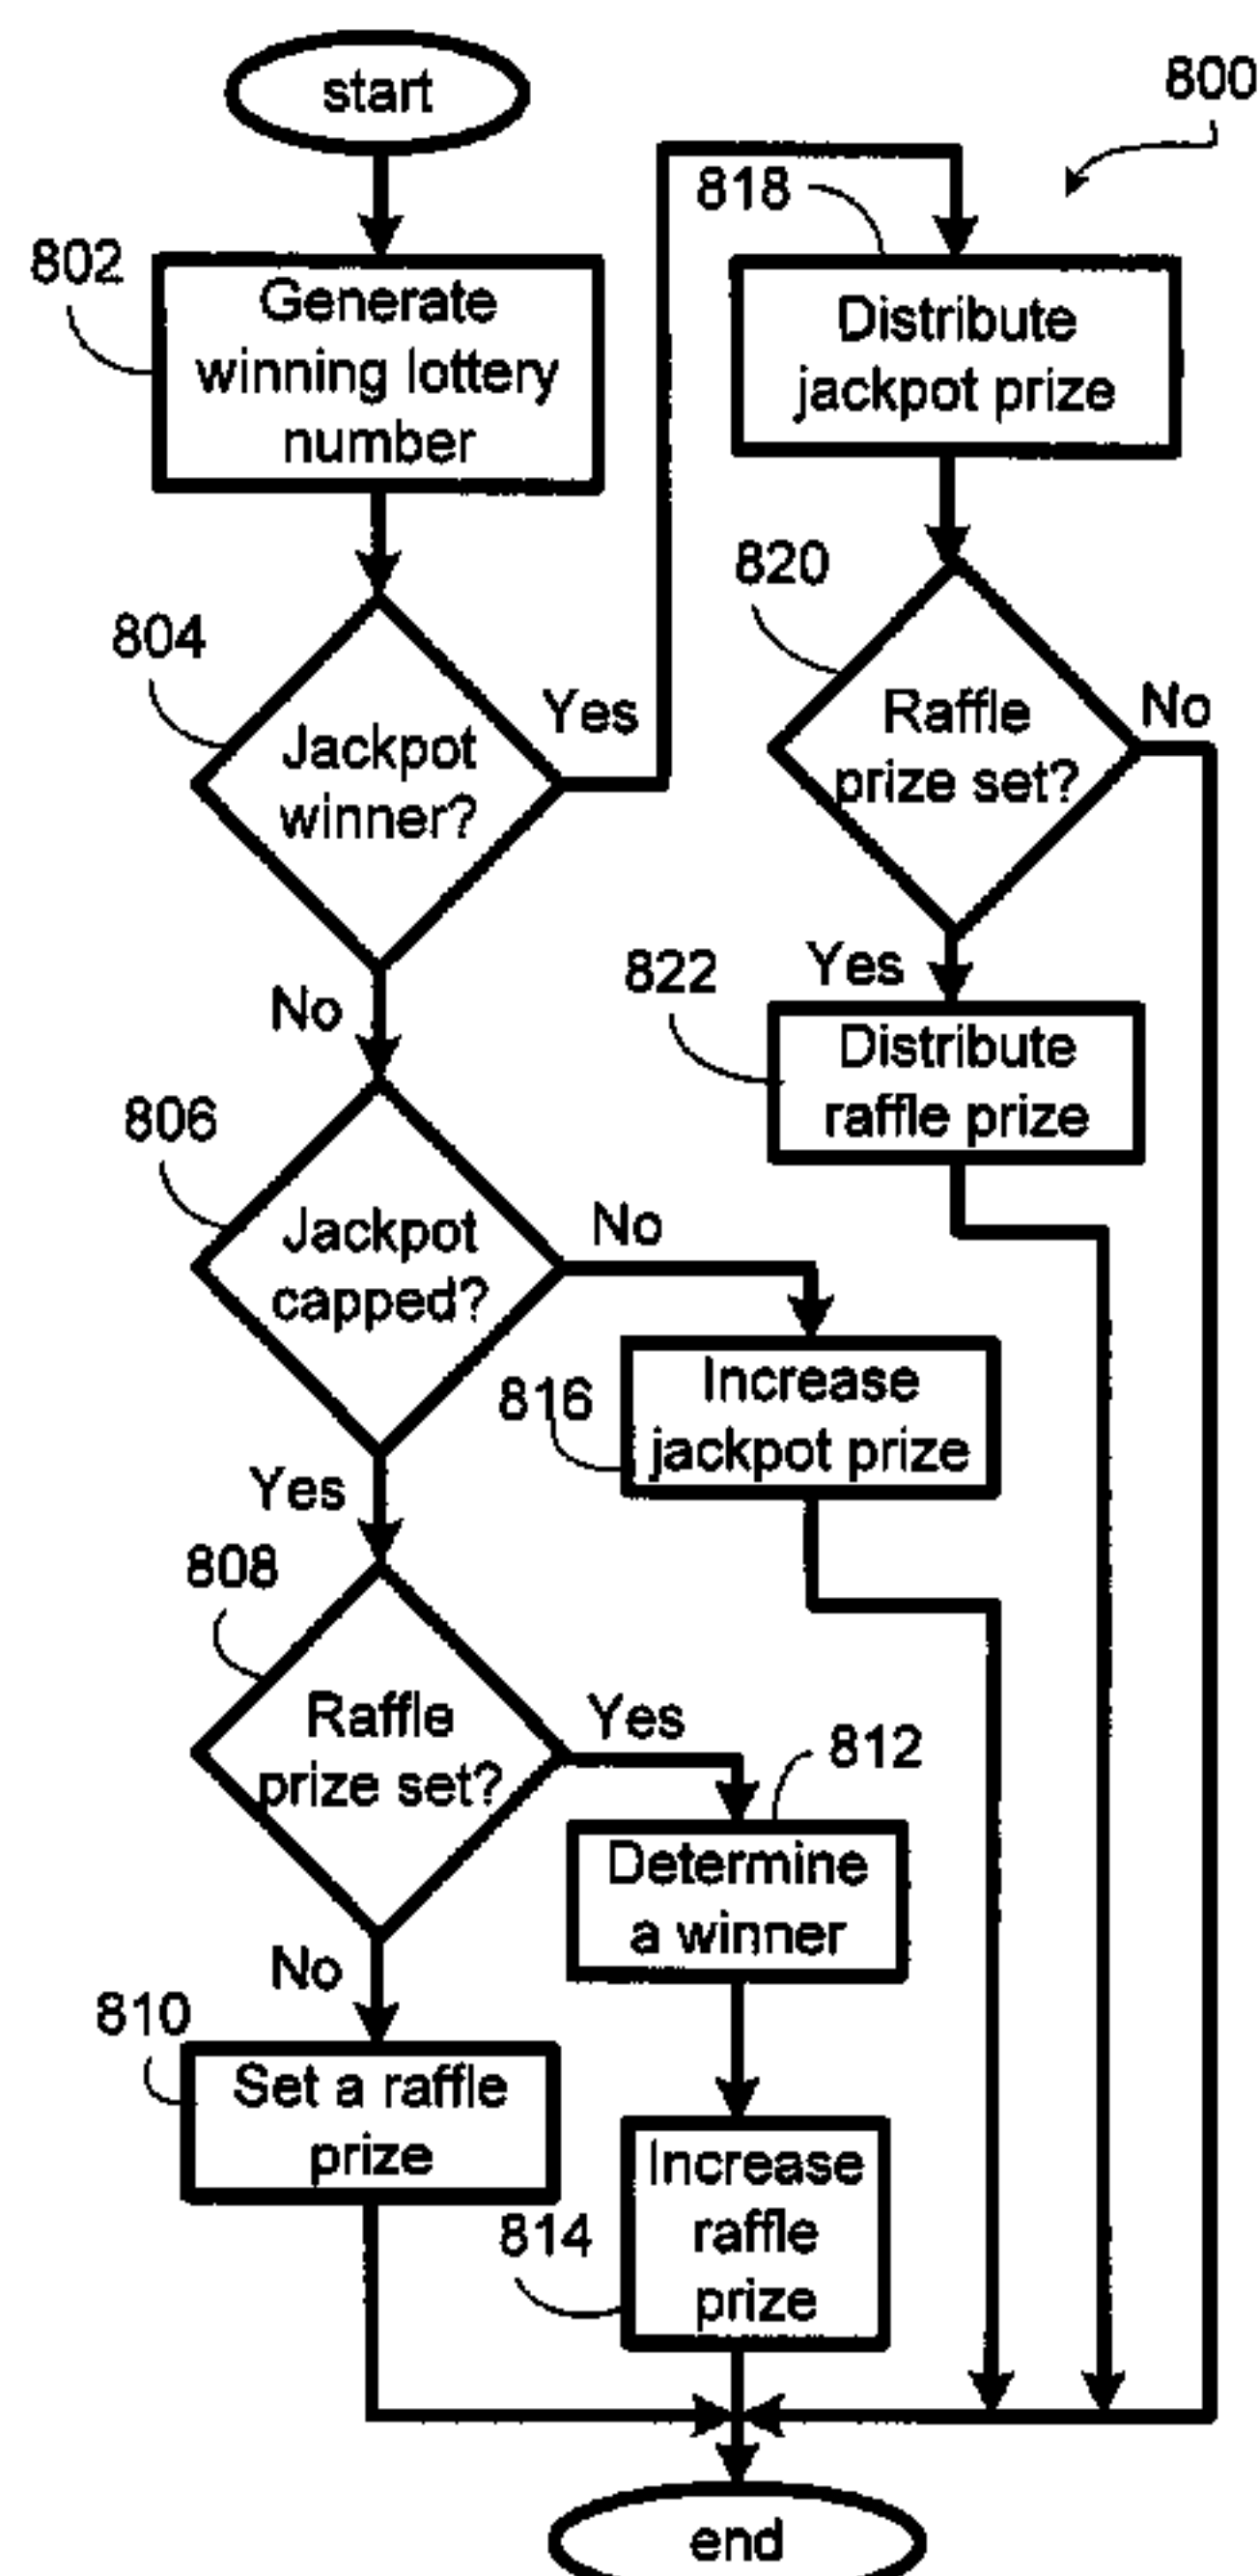 start
800
818
802
Generate
winning lottery
number
Distribute
jackpot prize
820
804
Jackpot
winner?
Yes
Raffle
prize set?
No
822
Yes
No
Distribute
raffle prize
806
Jackpot
capped?
No
816
Increase
jackpot prize
Yes
808
Raffle
prize set?
Yes
812
Determine
a winner
No
810
Set a raffle
prize
814
Increase
raffle
prize
end